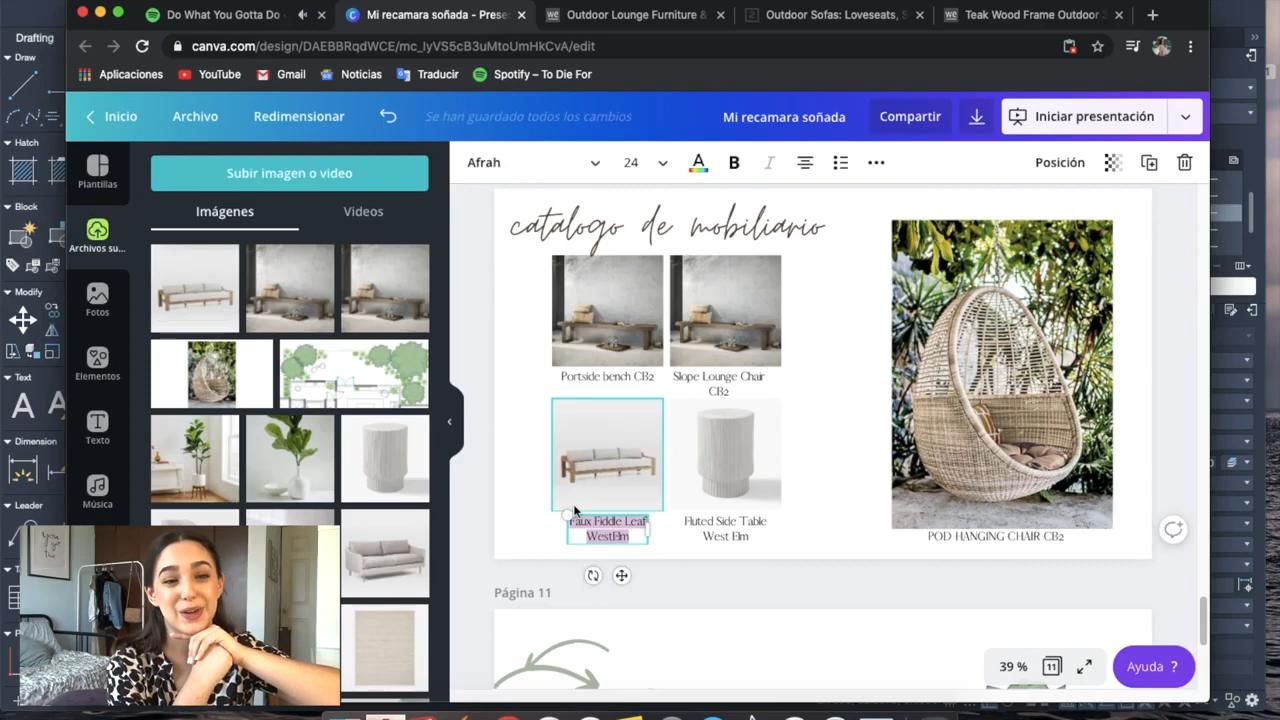 Drafting
Draw
Hatch
Block
Modify
Text
Dimension
Leader
Do What You Gotta Do
Mi recamara soñada - Prese
Outdoor Lounge Furniture &
Outdoor Sofas: Loveseats, S
Teak Wood Frame Outdoor
canva.com/design/DAEBBRqdWCE/mc_lyVS5cB3uMtoUmHkCvA/edit
Aplicaciones
YouTube
Gmail
Noticias
Traducir
Spotify – To Die For
Inicio
Archivo
Redimensionar
Se han guardado todos los cambios
Mi recamara soñada
Compartir
Iniciar presentación
Plantillas
Archivos su...
Fotos
Elementos
Texto
Música
Subir imagen o video
Imágenes
Videos
Afrah
24
A
B
I
Posición
catalogo de mobiliario
Portside bench CB2
Slope Lounge Chair
CB2
Faux Fiddle Leaf
WestElm
Fluted Side Table
West Elm
POD HANGING CHAIR CB2
Página 11
39 %
11
Ayuda ?